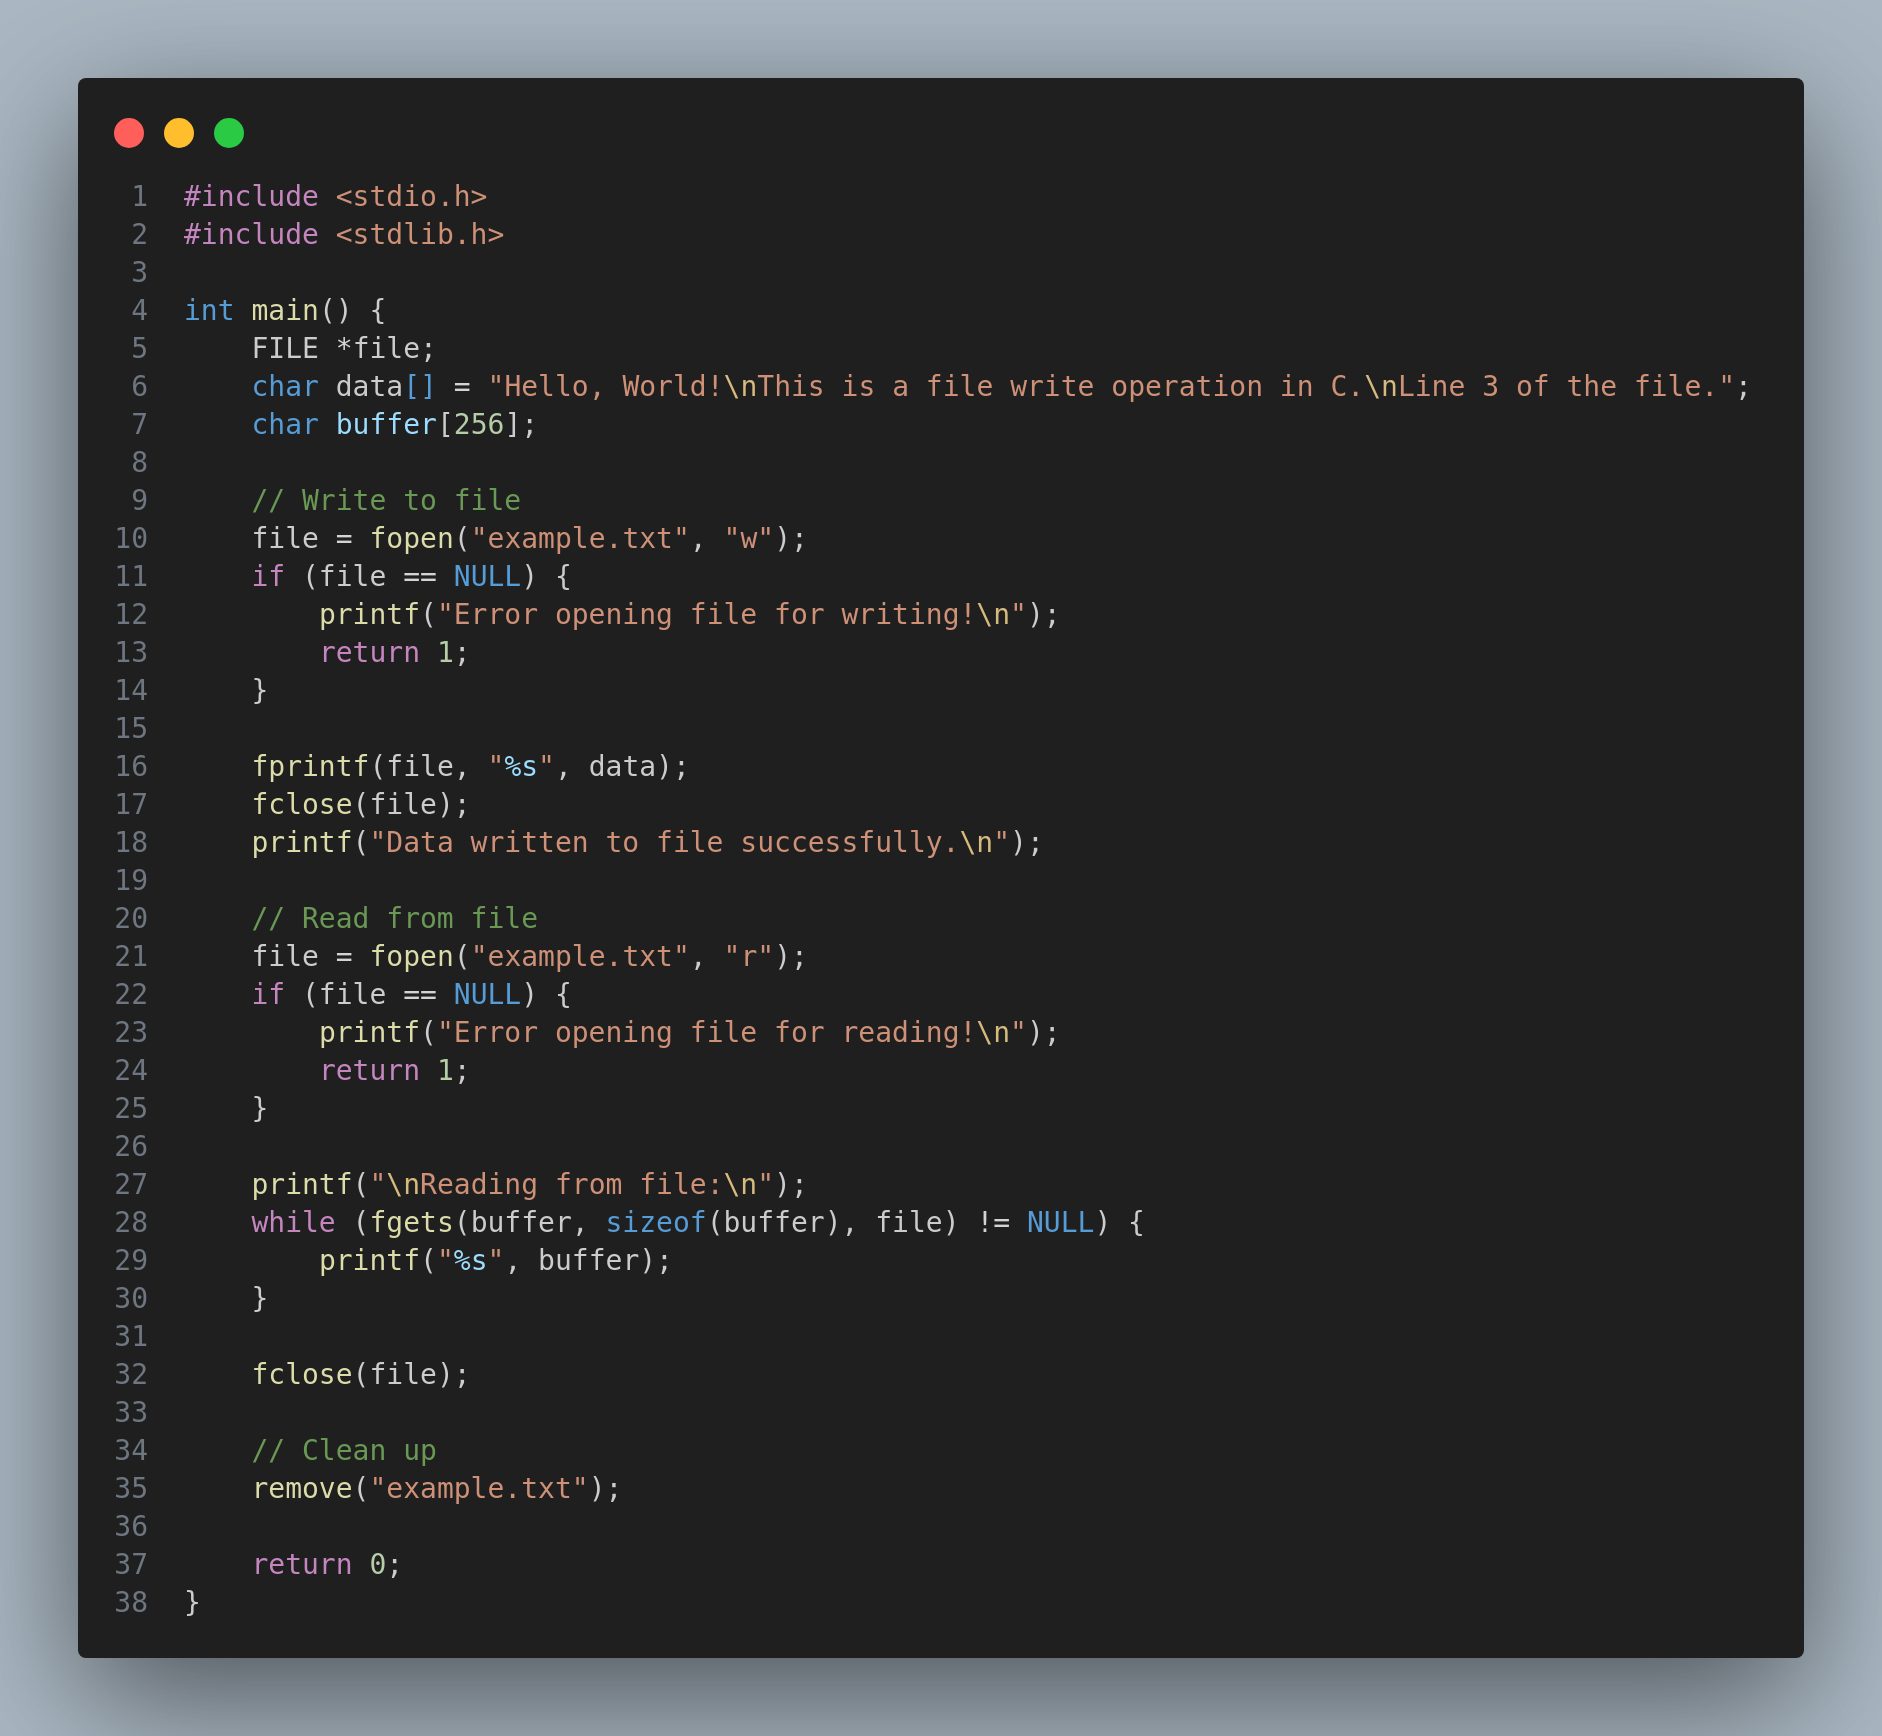 1 #include <stdio.h>
2 #include <stdlib.h>
3
4 int main() {
5     FILE *file;
6     char data[] = "Hello, World!\nThis is a file write operation in C.\nLine 3 of the file.";
7     char buffer[256];
8
9     // Write to file
10     file = fopen("example.txt", "w");
11     if (file == NULL) {
12         printf("Error opening file for writing!\n");
13         return 1;
14     }
15
16     fprintf(file, "%s", data);
17     fclose(file);
18     printf("Data written to file successfully.\n");
19
20     // Read from file
21     file = fopen("example.txt", "r");
22     if (file == NULL) {
23         printf("Error opening file for reading!\n");
24         return 1;
25     }
26
27     printf("\nReading from file:\n");
28     while (fgets(buffer, sizeof(buffer), file) != NULL) {
29         printf("%s", buffer);
30     }
31
32     fclose(file);
33
34     // Clean up
35     remove("example.txt");
36
37     return 0;
38 }